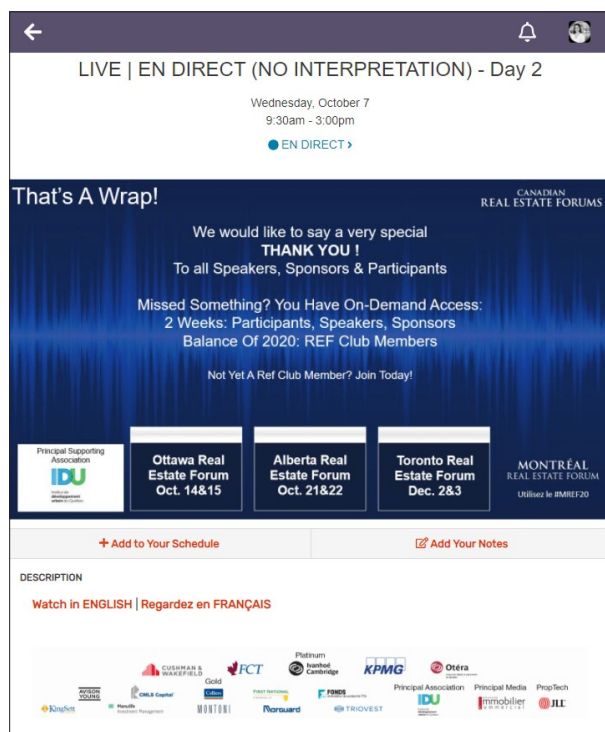 LIVE | EN DIRECT (NO INTERPRETATION) - Day 2
Wednesday, October 7
9:30am - 3:00pm
EN DIRECT ›
That's A Wrap!
CANADIAN
REAL ESTATE FORUMS
We would like to say a very special
THANK YOU !
To all Speakers, Sponsors & Participants
Missed Something? You Have On-Demand Access:
2 Weeks: Participants, Speakers, Sponsors
Balance Of 2020: REF Club Members
Not Yet A Ref Club Member? Join Today!
Principal Supporting
Association
IDU
Institut de
développement
urbain du Québec
Ottawa Real
Estate Forum
Oct. 14&15
Alberta Real
Estate Forum
Oct. 21&22
Toronto Real
Estate Forum
Dec. 2&3
MONTRÉAL
REAL ESTATE FORUM
Utilisez le #MREF20
+ Add to Your Schedule
Add Your Notes
DESCRIPTION
Watch in ENGLISH | Regardez en FRANÇAIS
Platinum
CUSHMAN &
WAKEFIELD
FCT
Ivanhoé
Cambridge
KPMG
Otéra
Gold
Principal Association
Principal Media
PropTech
AVISON
YOUNG
CMLS Capital
Colliers
FIRST NATIONAL
FONDS
IDU
immobilier
commercial
JLL
KingSett
Manulife
Investment Management
MONTONI
Morguard
TRIOVEST